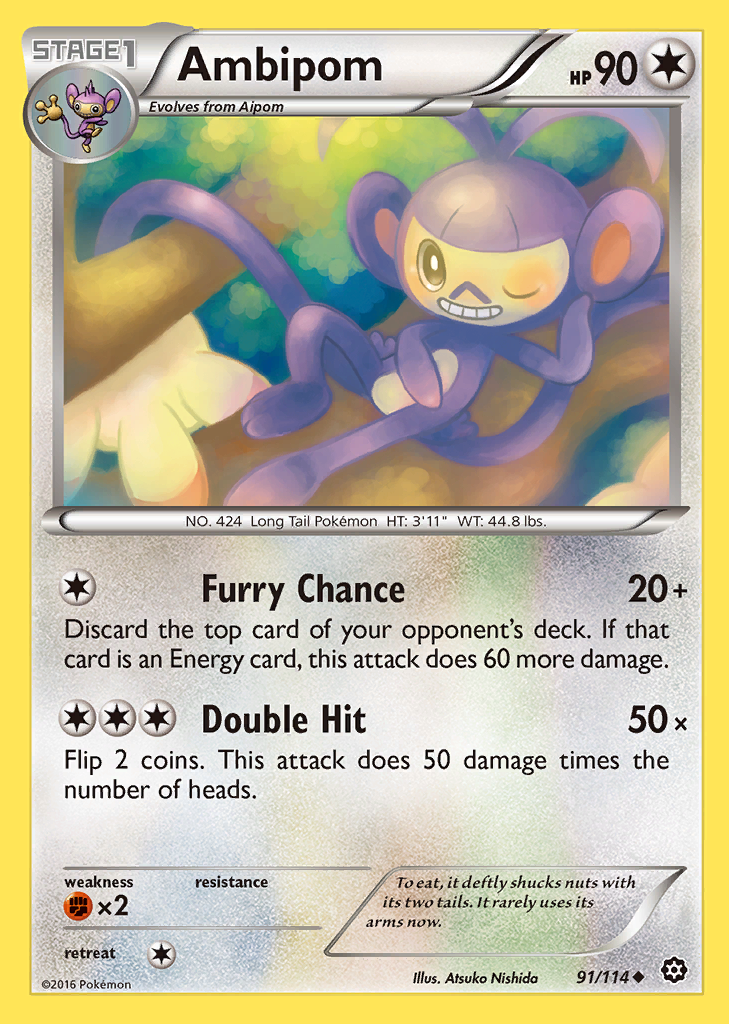 STAGE1
Ambipom
HP90
Evolves from Aipom
NO. 424 Long Tail Pokémon HT: 3'11" WT: 44.8 lbs.
Furry Chance 20+
Discard the top card of your opponent's deck. If that
card is an Energy card, this attack does 60 more damage.
Double Hit 50×
Flip 2 coins. This attack does 50 damage times the
number of heads.
weakness resistance
×2
To eat, it deftly shucks nuts with
its two tails. It rarely uses its
arms now.
retreat
©2016 Pokémon
Illus. Atsuko Nishida
91/114